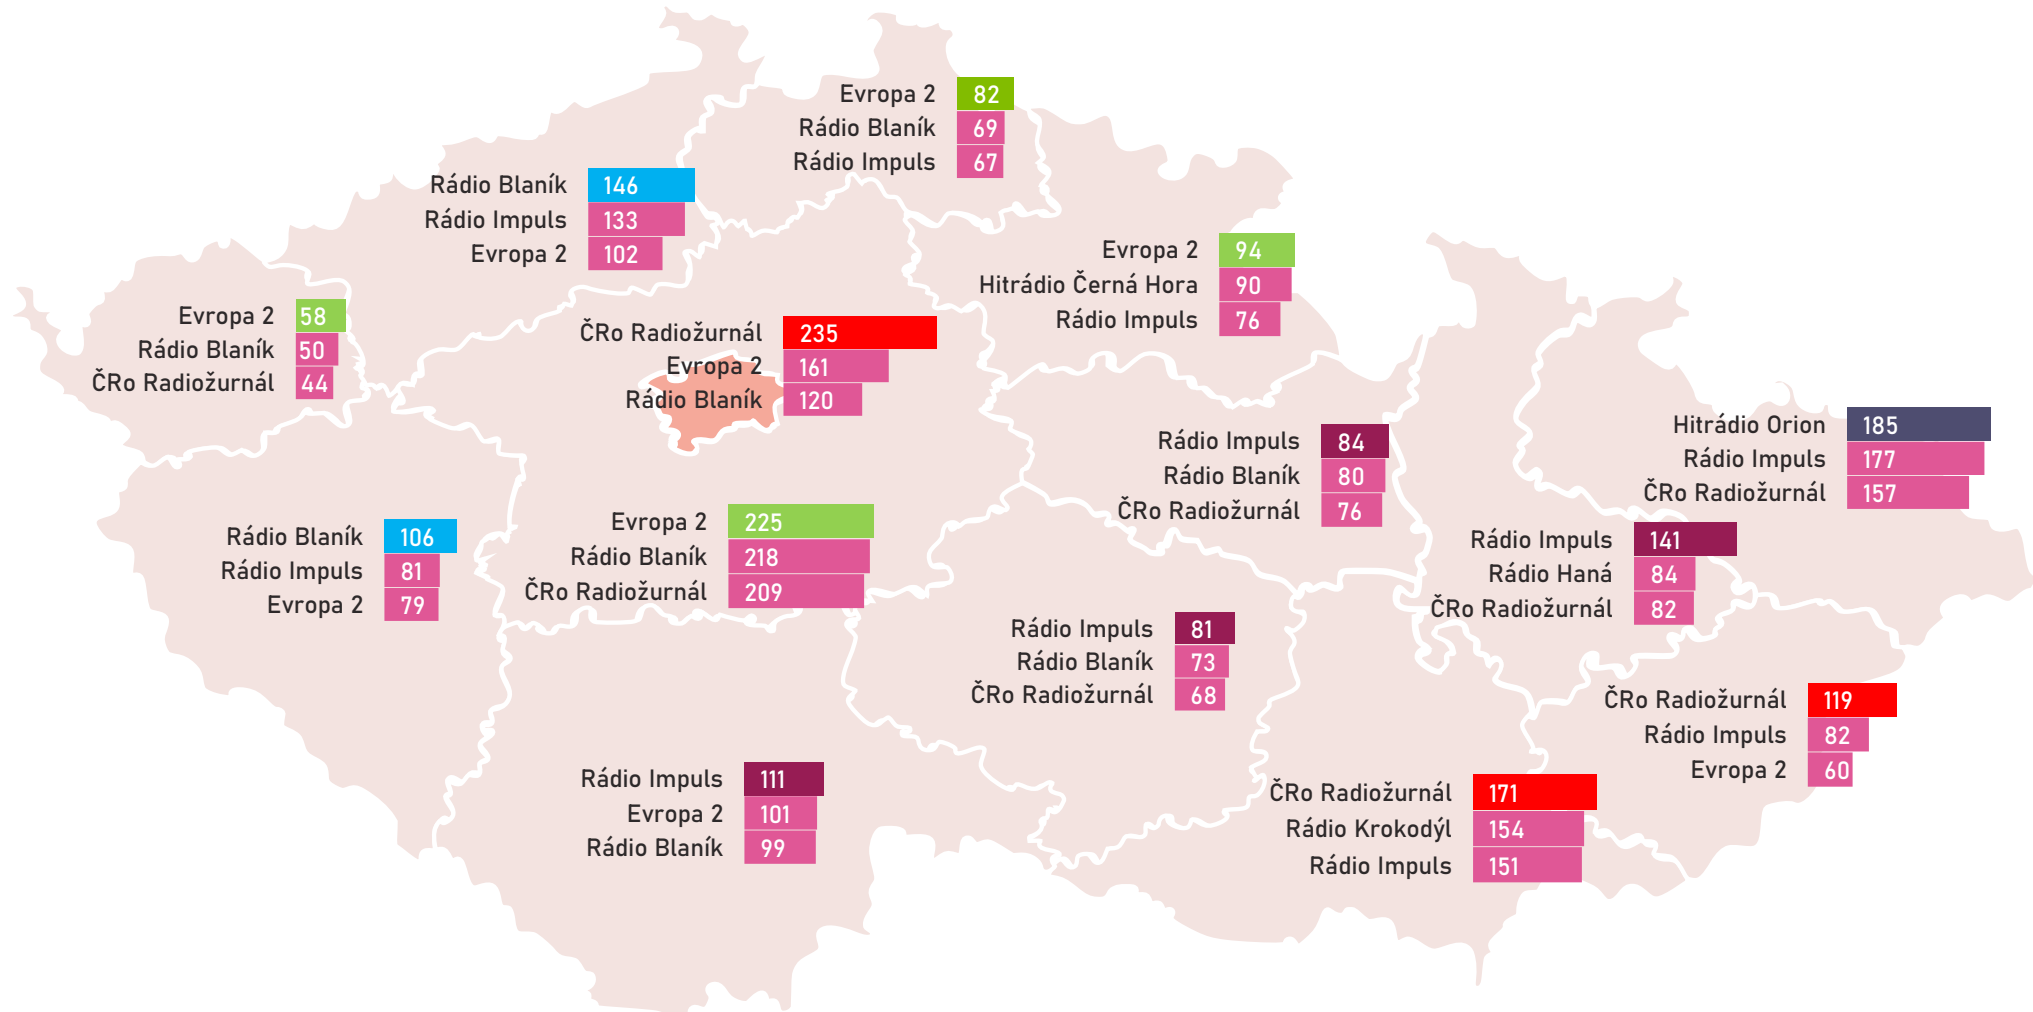 Evropa 2 82
Rádio Blaník 69
Rádio Impuls 67
Rádio Blaník 146
Rádio Impuls 133
Evropa 2 102
Evropa 2 94
Hitrádio Černá Hora 90
Rádio Impuls 76
Evropa 2 58
Rádio Blaník 50
ČRo Radiožurnál 44
ČRo Radiožurnál 235
Evropa 2 161
Rádio Blaník 120
Hitrádio Orion 185
Rádio Impuls 177
ČRo Radiožurnál 157
Rádio Impuls 84
Rádio Blaník 80
ČRo Radiožurnál 76
Rádio Blaník 106
Rádio Impuls 81
Evropa 2 79
Evropa 2 225
Rádio Blaník 218
ČRo Radiožurnál 209
Rádio Impuls 141
Rádio Haná 84
ČRo Radiožurnál 82
Rádio Impuls 81
Rádio Blaník 73
ČRo Radiožurnál 68
ČRo Radiožurnál 119
Rádio Impuls 82
Evropa 2 60
Rádio Impuls 111
Evropa 2 101
Rádio Blaník 99
ČRo Radiožurnál 171
Rádio Krokodýl 154
Rádio Impuls 151